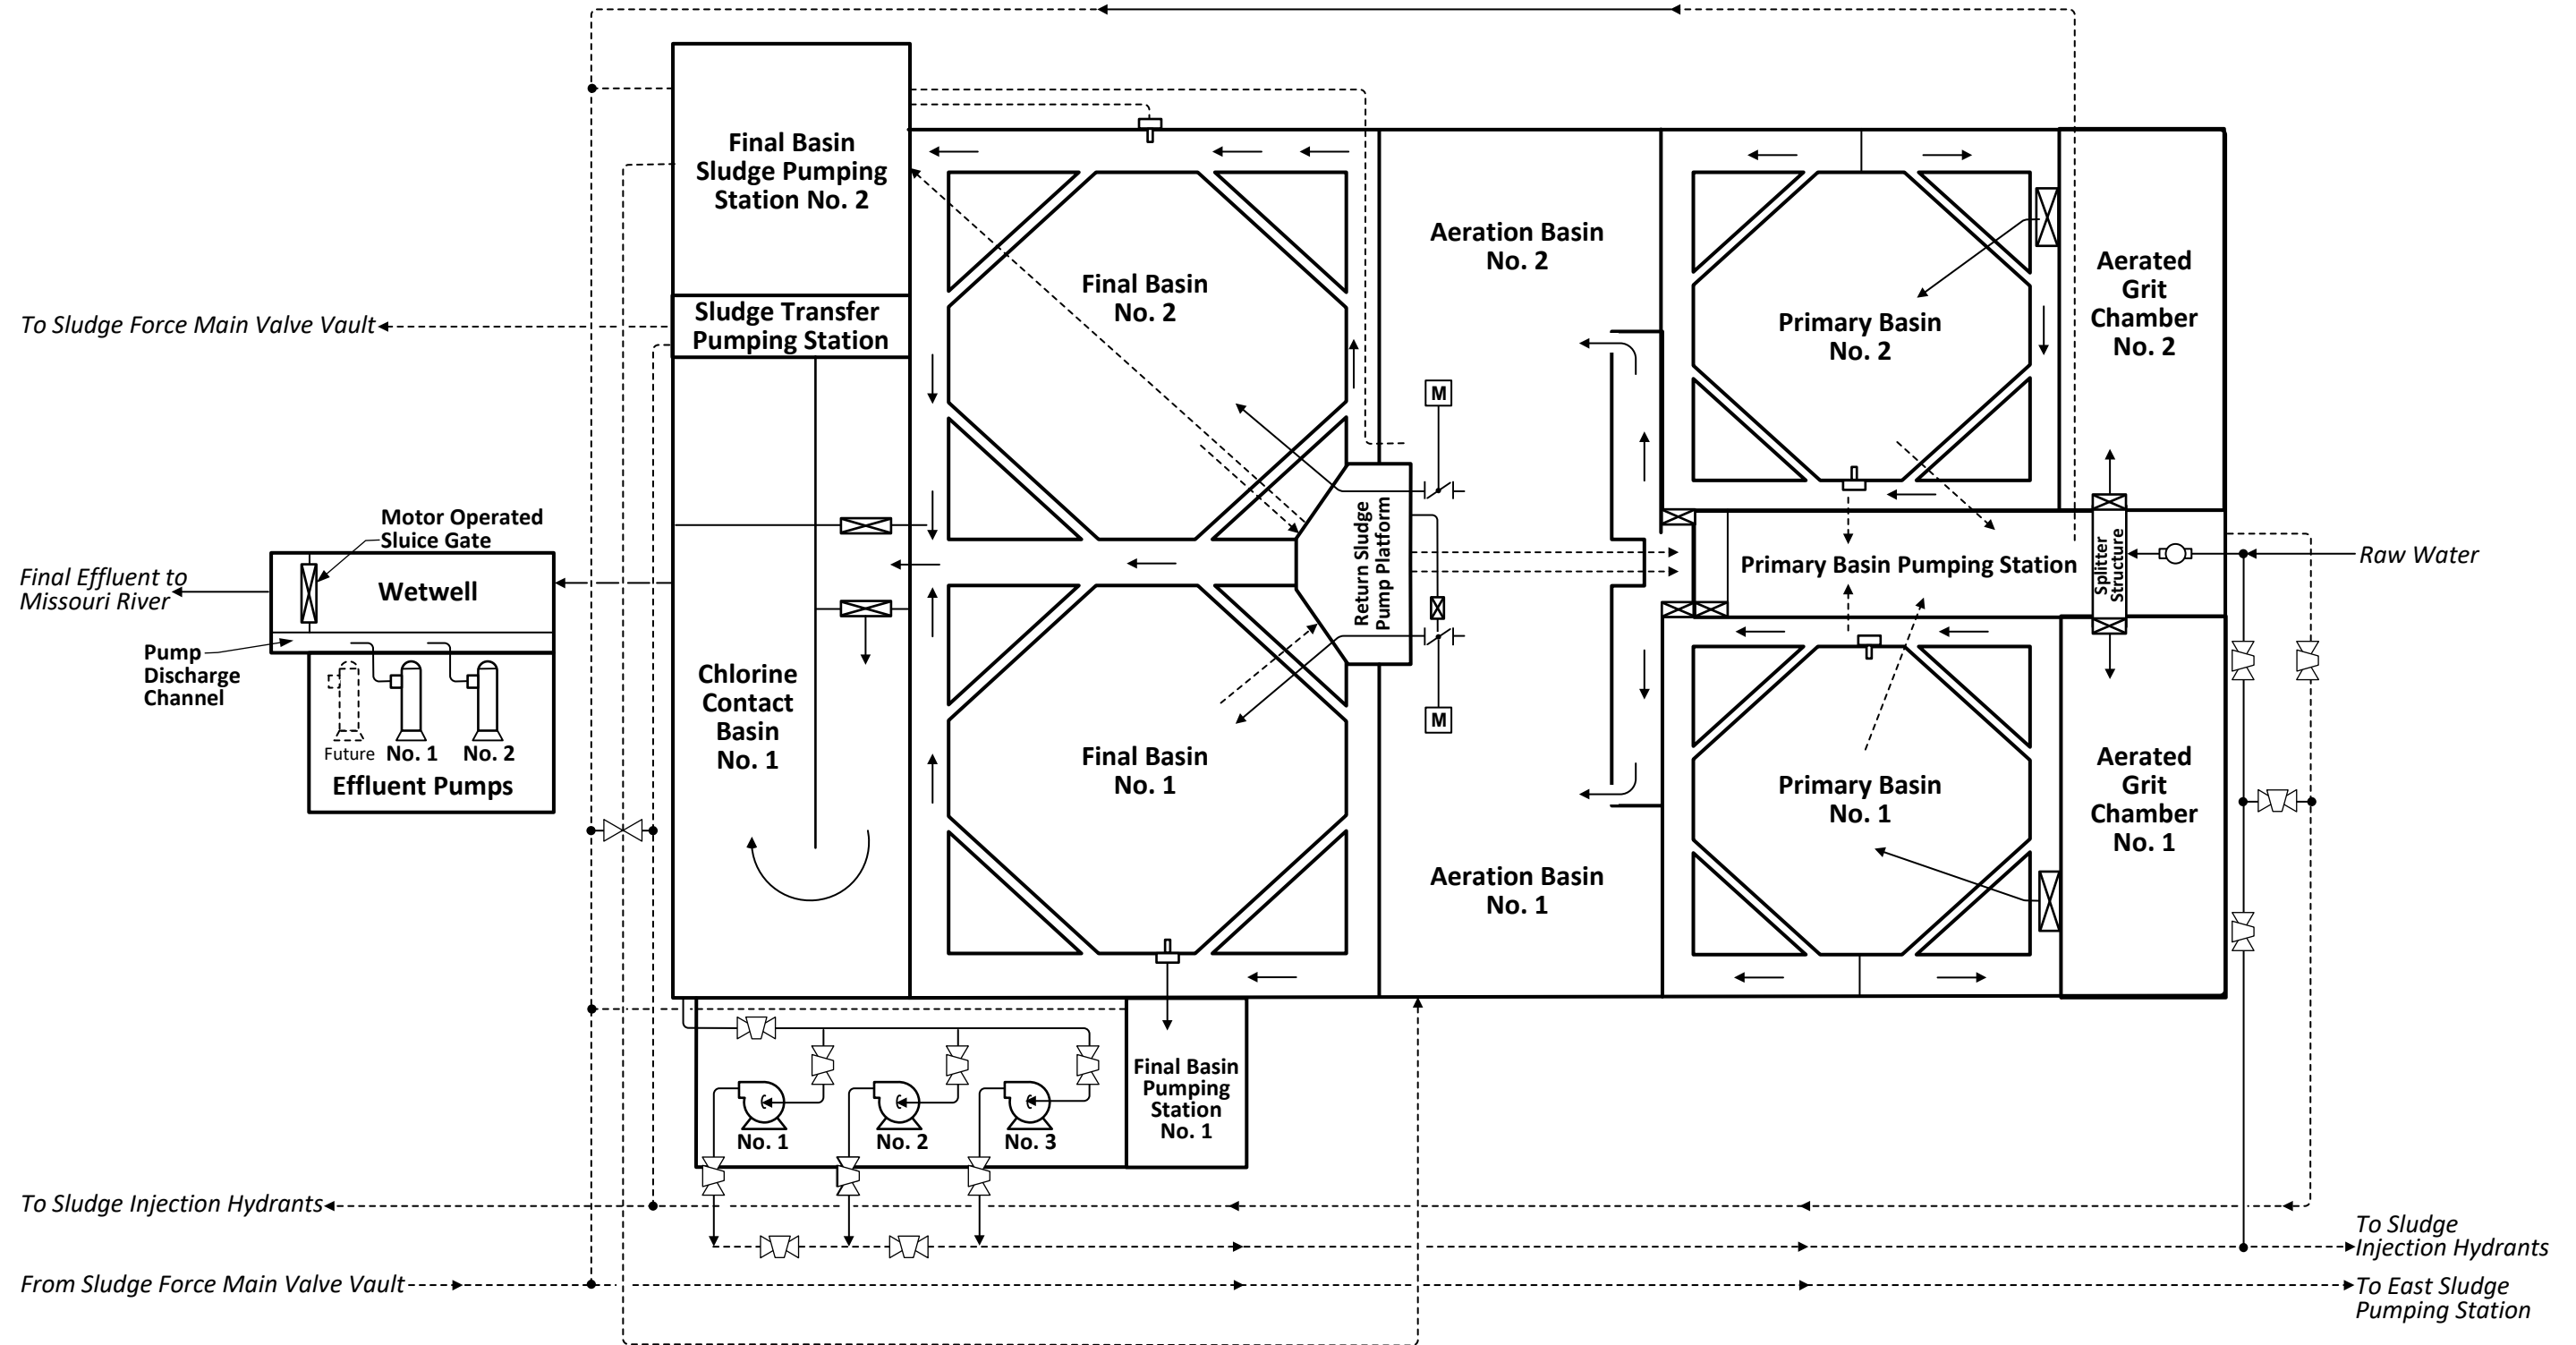 Final Basin
Sludge Pumping
Station No. 2
Sludge Transfer
Pumping Station
To Sludge Force Main Valve Vault
Final Basin
No. 2
Aeration Basin
No. 2
Primary Basin
No. 2
Aerated
Grit
Chamber
No. 2
M
Motor Operated
Sluice Gate
Final Effluent to
Missouri River
Wetwell
Pump
Discharge
Channel
Future
No. 1
No. 2
Effluent Pumps
Return Sludge
Pump Platform
Primary Basin Pumping Station
Splitter
Structure
Raw Water
Chlorine
Contact
Basin
No. 1
M
Final Basin
No. 1
Aeration Basin
No. 1
Primary Basin
No. 1
Aerated
Grit
Chamber
No. 1
No. 1
No. 2
No. 3
Final Basin
Pumping
Station
No. 1
To Sludge Injection Hydrants
To Sludge
Injection Hydrants
From Sludge Force Main Valve Vault
To East Sludge
Pumping Station